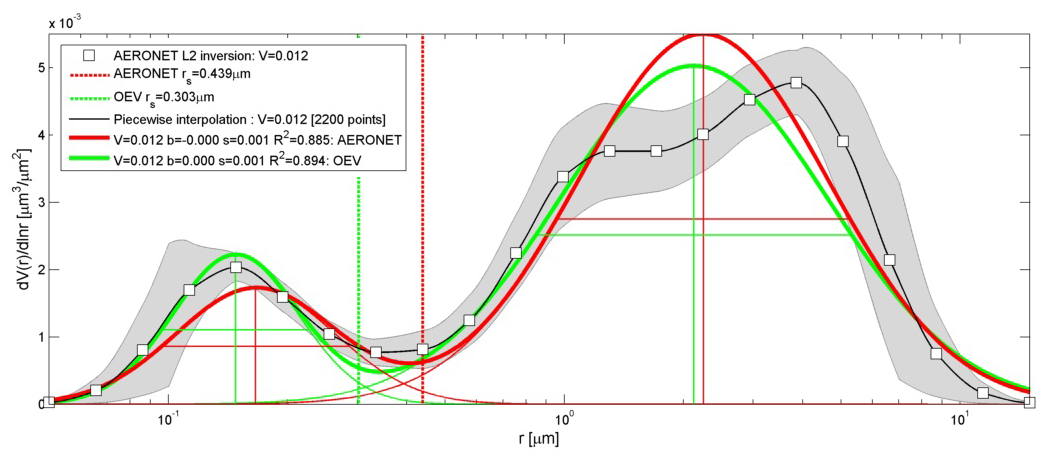 x 10⁻³
AERONET L2 inversion: V=0.012
AERONET rₛ=0.439μm
OEV rₛ=0.303μm
Piecewise interpolation : V=0.012 [2200 points]
V=0.012 b=-0.000 s=0.001 R²=0.885: AERONET
V=0.012 b=0.000 s=0.001 R²=0.894: OEV
5
4
3
2
1
0
dV(r)/dlnr [μm³/μm²]
10⁻¹
10⁰
10¹
r [μm]